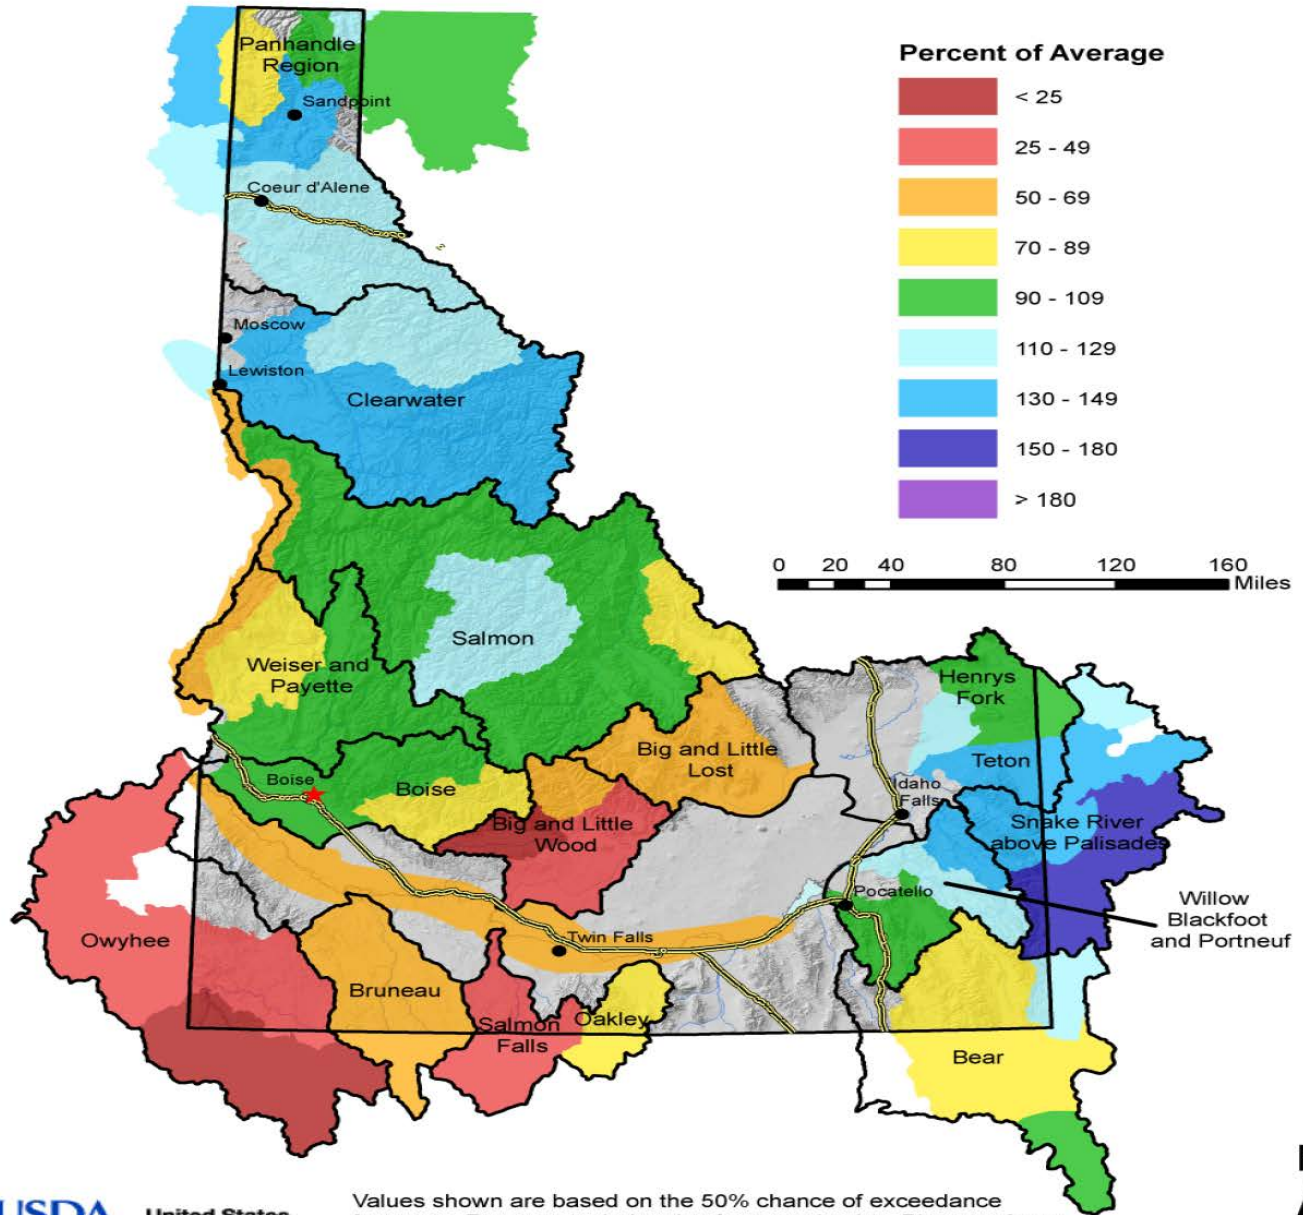 Panhandle
Region
Sandpoint
Coeur d'Alene
Moscow
Lewiston
Clearwater
Percent of Average
< 25
25 - 49
50 - 69
70 - 89
90 - 109
110 - 129
130 - 149
150 - 180
> 180
0 20 40 80 120 160
Miles
Salmon
Weiser and
Payette
Henrys
Fork
Big and Little
Lost
Teton
Boise
Boise
Idaho
Falls
Big and Little
Wood
Snake River
above Palisades
Pocatello
Willow
Blackfoot
and Portneuf
Owyhee
Twin Falls
Bruneau
Salmon
Falls
Oakley
Bear
USDA
United States
Values shown are based on the 50% chance of exceedance